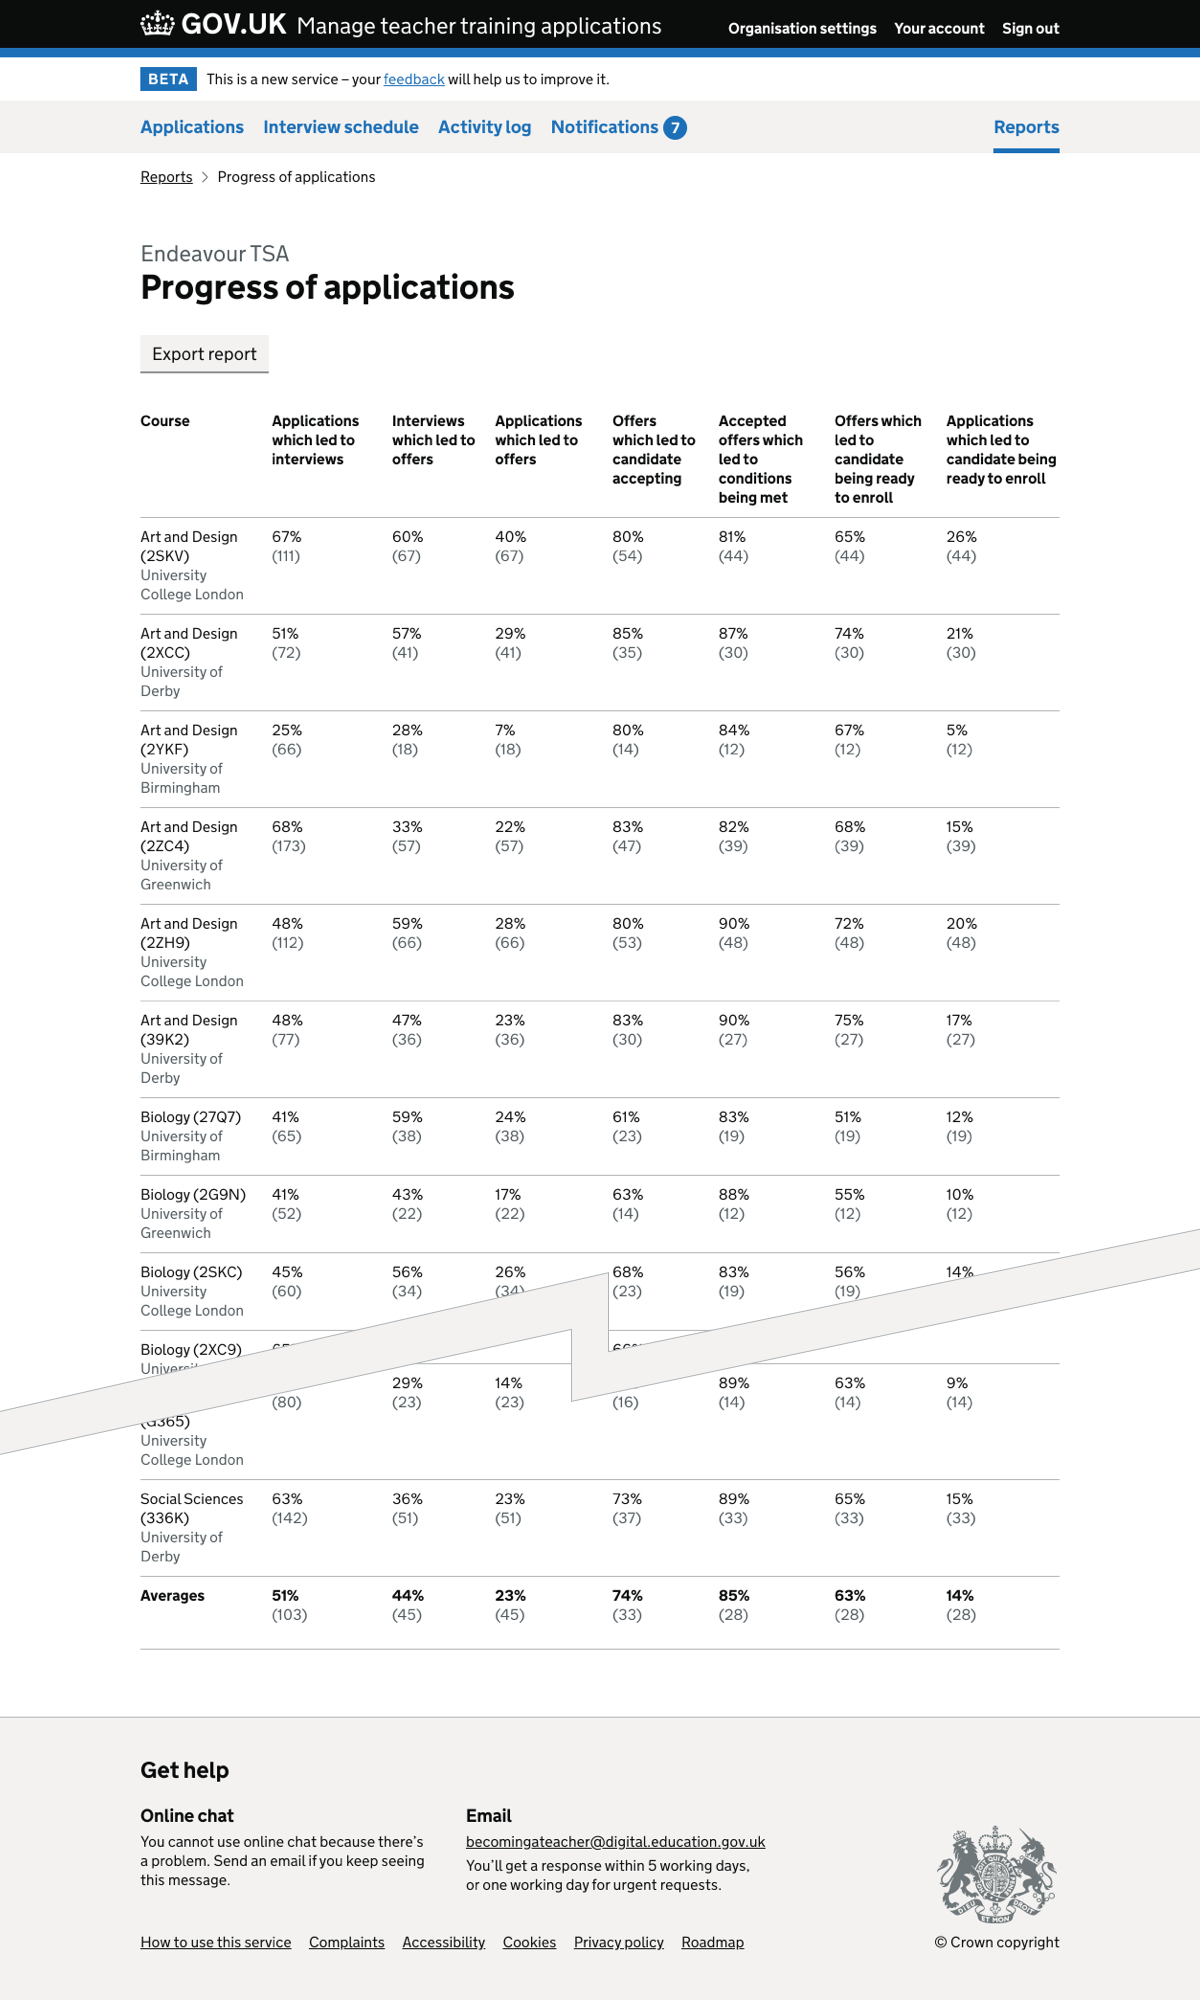 GOV.UK Manage teacher training applications Organisation settings Your account Sign out
BETA This is a new service – your feedback will help us to improve it.
Applications Interview schedule Activity log Notifications 7 Reports
Reports Progress of applications
Endeavour TSA
Progress of applications
Export report
Course Applications Interviews Applications Offers Accepted Offers which Applications
which led to which led to which led to which led to offers which led to which led to
interviews offers offers candidate led to candidate candidate being
accepting conditions being ready ready to enroll
being met to enroll
Art and Design 67% 60% 40% 80% 81% 65% 26%
(2SKV) (111) (67) (67) (54) (44) (44) (44)
University
College London
Art and Design 51% 57% 29% 85% 87% 74% 21%
(2XCC) (72) (41) (41) (35) (30) (30) (30)
University of
Derby
Art and Design 25% 28% 7% 80% 84% 67% 5%
(2YKF) (66) (18) (18) (14) (12) (12) (12)
University of
Birmingham
Art and Design 68% 33% 22% 83% 82% 68% 15%
(2ZC4) (173) (57) (57) (47) (39) (39) (39)
University of
Greenwich
Art and Design 48% 59% 28% 80% 90% 72% 20%
(2ZH9) (112) (66) (66) (53) (48) (48) (48)
University
College London
Art and Design 48% 47% 23% 83% 90% 75% 17%
(39K2) (77) (36) (36) (30) (27) (27) (27)
University of
Derby
Biology (27Q7) 41% 59% 24% 61% 83% 51% 12%
University of (65) (38) (38) (23) (19) (19) (19)
Birmingham
Biology (2G9N) 41% 43% 17% 63% 88% 55% 10%
University of (52) (22) (22) (14) (12) (12) (12)
Greenwich
Biology (2SKC) 45% 56% 26% 68% 83% 56% 14%
University (60) (34) (34) (23) (19) (19)
College London
Biology (2XC9)
29% 14% 89% 63% 9%
(80) (23) (23) (16) (14) (14) (14)
(G365)
University
College London
Social Sciences 63% 36% 23% 73% 89% 65% 15%
(336K) (142) (51) (51) (37) (33) (33) (33)
University of
Derby
Averages 51% 44% 23% 74% 85% 63% 14%
(103) (45) (45) (33) (28) (28) (28)
Get help
Online chat
You cannot use online chat because there’s
a problem. Send an email if you keep seeing
this message.
Email
becomingateacher@digital.education.gov.uk
You’ll get a response within 5 working days,
or one working day for urgent requests.
How to use this service Complaints Accessibility Cookies Privacy policy Roadmap © Crown copyright